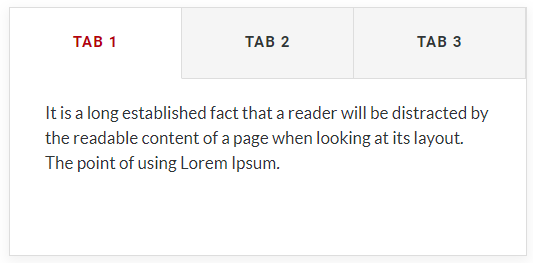 TAB 1 TAB 2 TAB 3
It is a long established fact that a reader will be distracted by
the readable content of a page when looking at its layout.
The point of using Lorem Ipsum.